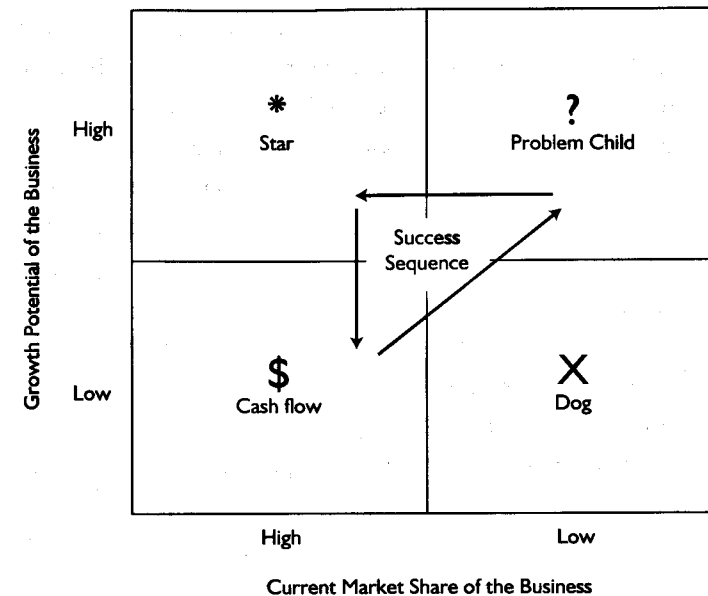 Growth Potential of the Business
High
*
Star
?
Problem Child
Success
Sequence
Low
$
Cash flow
X
Dog
High
Low
Current Market Share of the Business